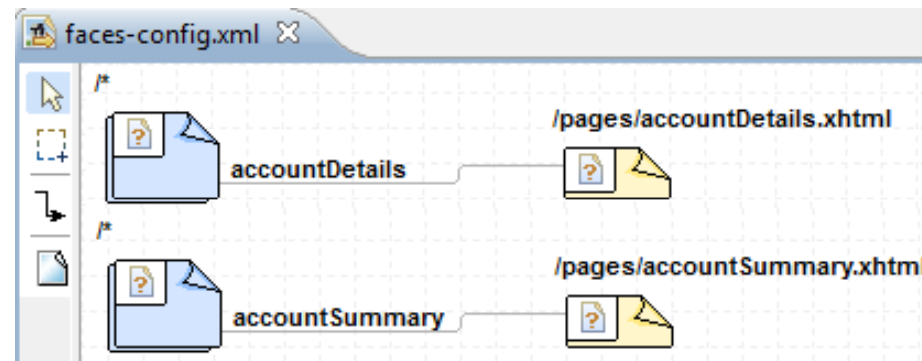 faces-config.xml
/*
/pages/accountDetails.xhtml
accountDetails
/*
/pages/accountSummary.xhtml
accountSummary